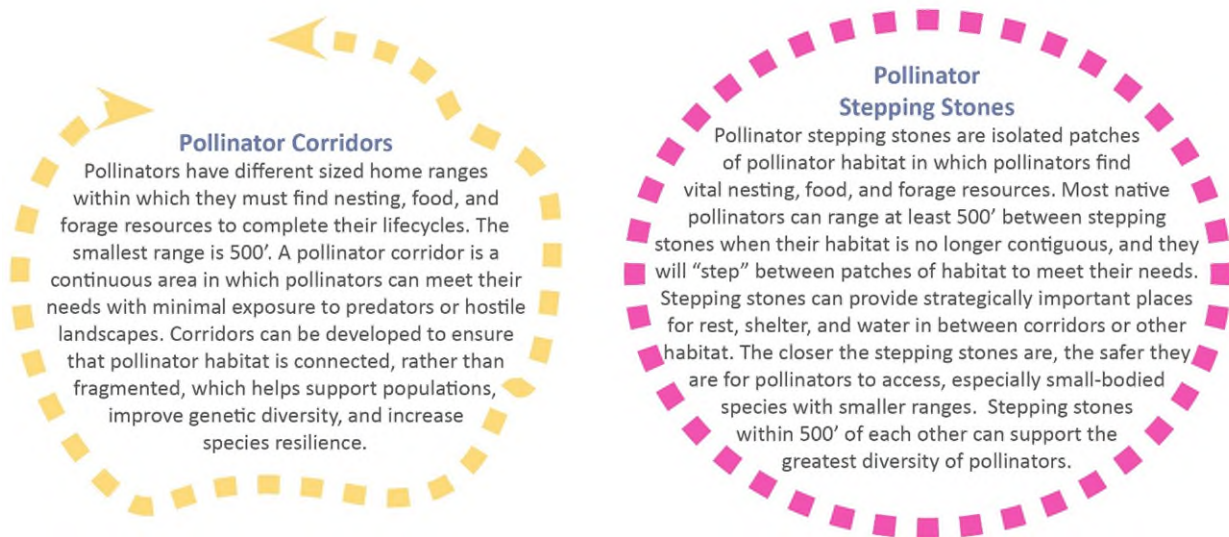 Pollinator Corridors
Pollinators have different sized home ranges
within which they must find nesting, food, and
forage resources to complete their lifecycles. The
smallest range is 500’. A pollinator corridor is a
continuous area in which pollinators can meet their
needs with minimal exposure to predators or hostile
landscapes. Corridors can be developed to ensure
that pollinator habitat is connected, rather than
fragmented, which helps support populations,
improve genetic diversity, and increase
species resilience.
Pollinator
Stepping Stones
Pollinator stepping stones are isolated patches
of pollinator habitat in which pollinators find
vital nesting, food, and forage resources. Most native
pollinators can range at least 500’ between stepping
stones when their habitat is no longer contiguous, and they
will “step” between patches of habitat to meet their needs.
Stepping stones can provide strategically important places
for rest, shelter, and water in between corridors or other
habitat. The closer the stepping stones are, the safer they
are for pollinators to access, especially small-bodied
species with smaller ranges.  Stepping stones
within 500’ of each other can support the
greatest diversity of pollinators.